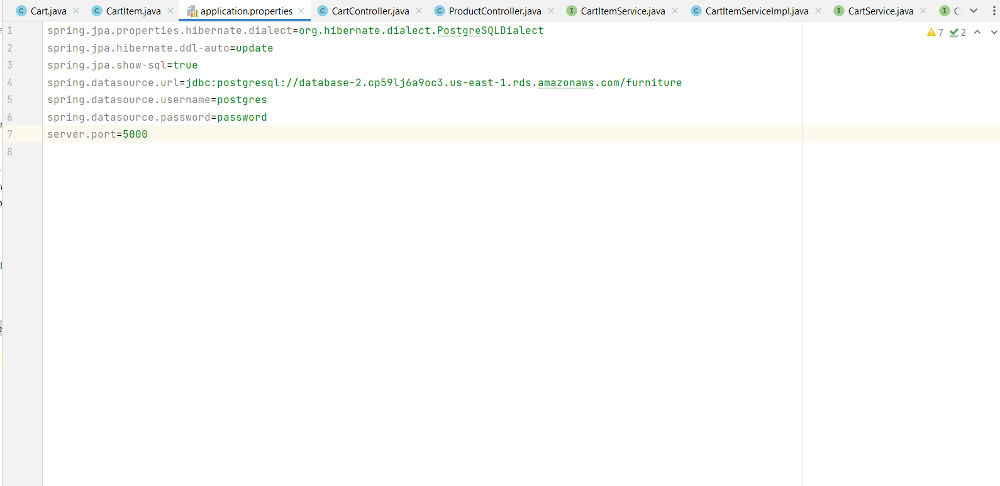 Cart.java CartItem.java application.properties CartController.java ProductController.java CartItemService.java CartItemServiceImpl.java CartService.java C
1 spring.jpa.properties.hibernate.dialect=org.hibernate.dialect.PostgreSQLDialect
7 2
2 spring.jpa.hibernate.ddl-auto=update
3 spring.jpa.show-sql=true
4 spring.datasource.url=jdbc:postgresql://database-2.cp59lj6a9oc3.us-east-1.rds.amazonaws.com/furniture
5 spring.datasource.username=postgres
6 spring.datasource.password=password
7 server.port=5000
8